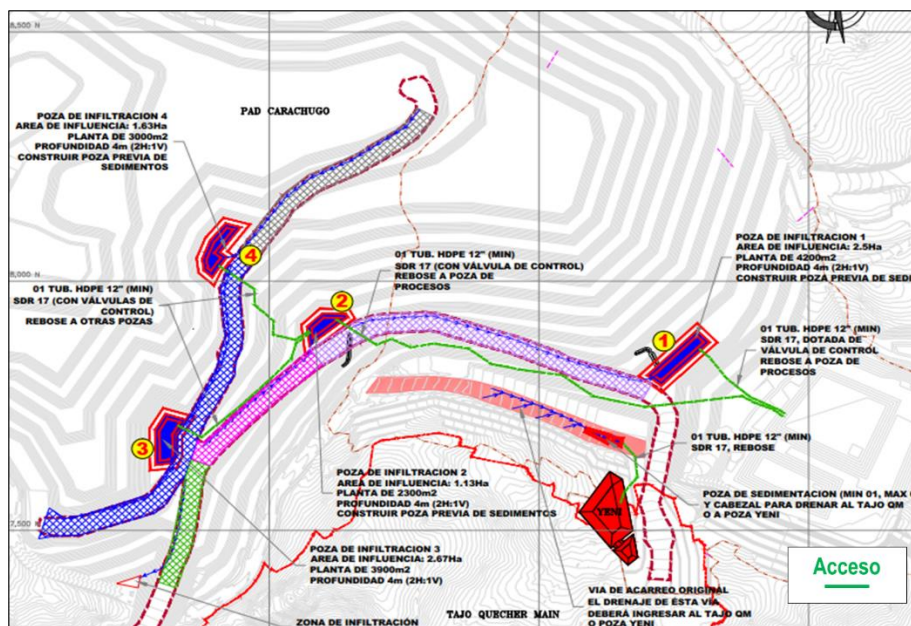 8,500 N
PAD CARACHUGO
POZA DE INFILTRACION 4
AREA DE INFLUENCIA: 1.63Ha
PLANTA DE 3000m2
PROFUNDIDAD 4m (2H:1V)
CONSTRUIR POZA PREVIA DE
SEDIMENTOS
4
01 TUB. HDPE 12" (MIN)
SDR 17 (CON VÁLVULA DE CONTROL)
REBOSE A POZA DE
PROCESOS
POZA DE INFILTRACION 1
AREA DE INFLUENCIA: 2.5Ha
PLANTA DE 4200m2
PROFUNDIDAD 4m (2H:1V)
CONSTRUIR POZA PREVIA DE SEDI
8,000 N
01 TUB. HDPE 12" (MIN)
SDR 17 (CON VÁLVULAS DE
CONTROL)
REBOSE A OTRAS POZAS
2
1
01 TUB. HDPE 12" (MIN)
SDR 17, DOTADA DE
VÁLVULA DE CONTROL
REBOSE A POZA DE
PROCESOS
3
01 TUB. HDPE 12" (MIN)
SDR 17, REBOSE
POZA DE INFILTRACION 2
AREA DE INFLUENCIA: 1.13Ha
PLANTA DE 2300m2
PROFUNDIDAD 4m (2H:1V)
CONSTRUIR POZA PREVIA DE SEDIMENTOS
YENI
POZA DE SEDIMENTACION (MIN 01, MAX
Y CABEZAL PARA DRENAR AL TAJO QM
O A POZA YENI
7,500 N
POZA DE INFILTRACION 3
AREA DE INFLUENCIA: 2.67Ha
PLANTA DE 3900m2
PROFUNDIDAD 4m (2H:1V)
Acceso
VIA DE ACARREO ORIGINAL
EL DRENAJE DE ÉSTA VÍA
DEBERÁ INGRESAR AL TAJO QM
O POZA YENI
TAJO QUECHER MAIN
ZONA DE INFILTRACIÓN